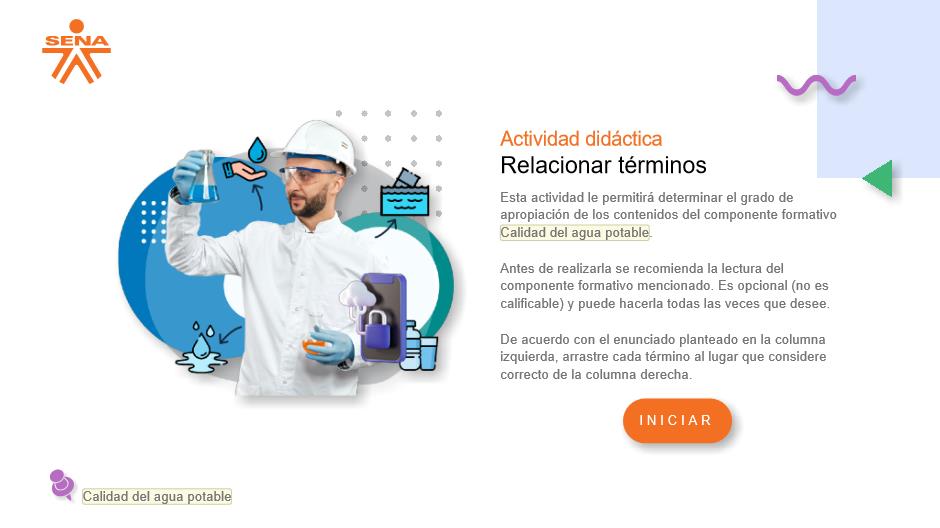 SENA
Actividad didáctica
Relacionar términos
Esta actividad le permitirá determinar el grado de
apropiación de los contenidos del componente formativo
Calidad del agua potable.
Antes de realizarla se recomienda la lectura del
componente formativo mencionado. Es opcional (no es
calificable) y puede hacerla todas las veces que desee.
De acuerdo con el enunciado planteado en la columna
izquierda, arrastre cada término al lugar que considere
correcto de la columna derecha.
INICIAR
Calidad del agua potable